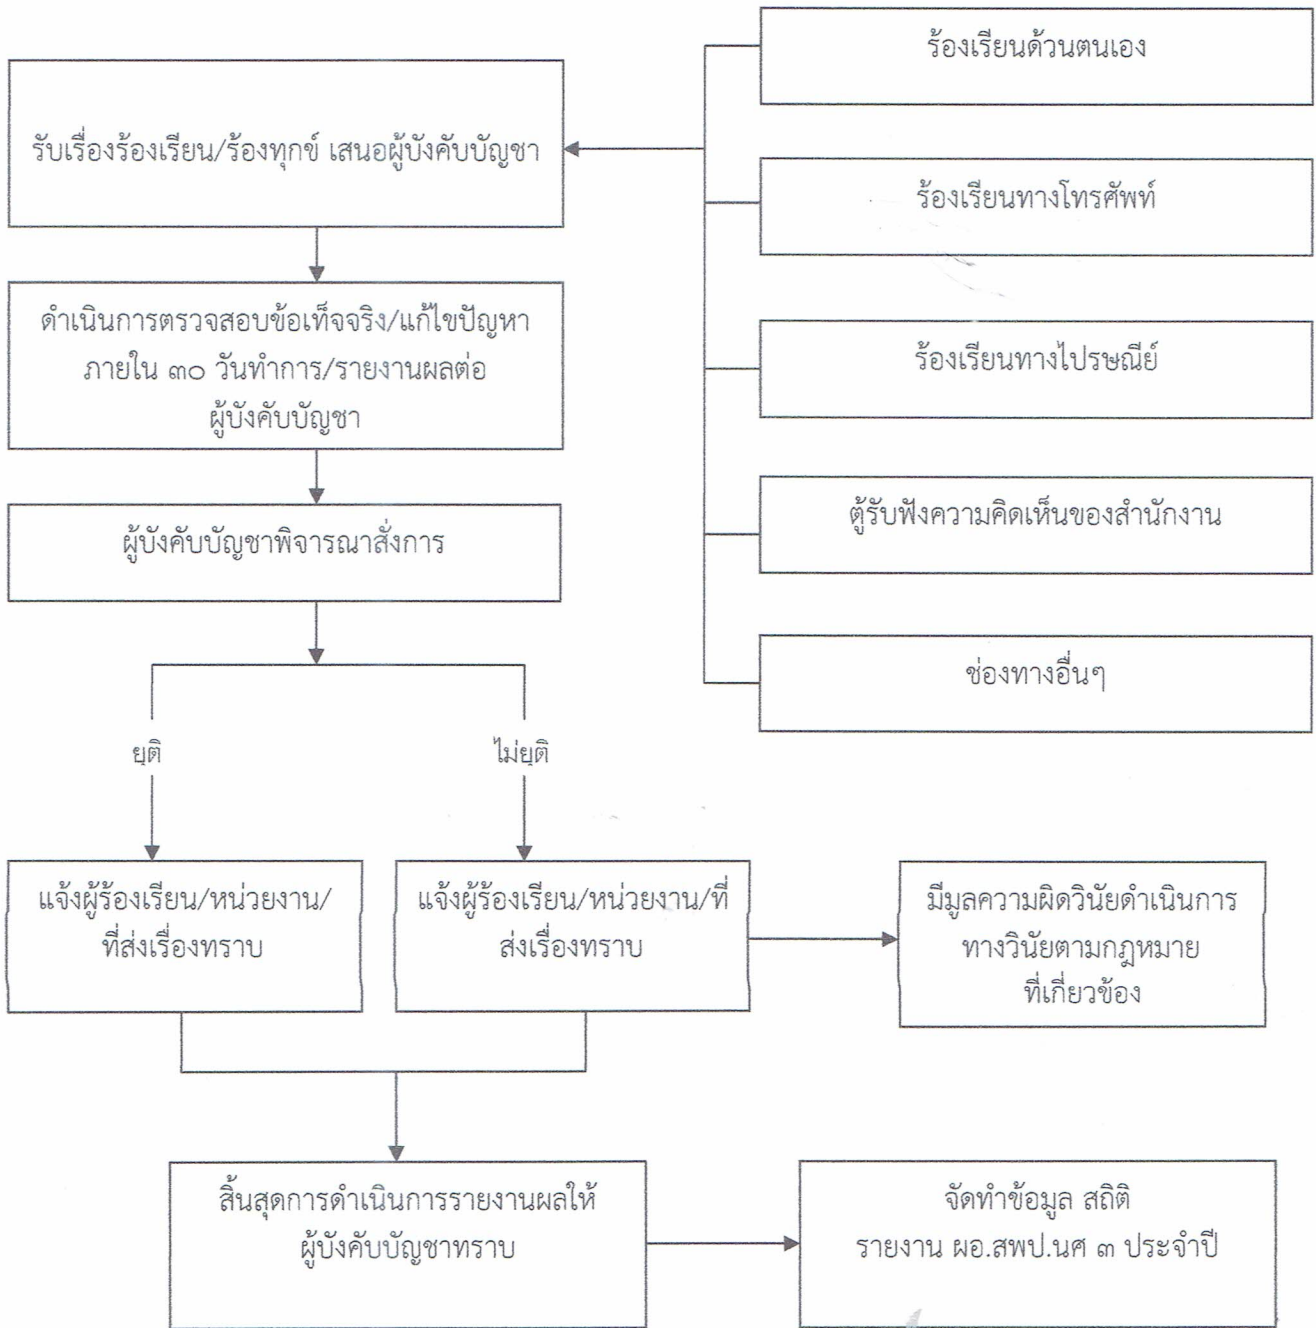 ร้องเรียนด้วนตนเอง
รับเรื่องร้องเรียน/ร้องทุกข์ เสนอผู้บังคับบัญชา
ร้องเรียนทางโทรศัพท์
ดำเนินการตรวจสอบข้อเท็จจริง/แก้ไขปัญหา
ภายใน ๓๐ วันทำการ/รายงานผลต่อ
ผู้บังคับบัญชา
ร้องเรียนทางไปรษณีย์
ผู้บังคับบัญชาพิจารณาสั่งการ
ตู้รับฟังความคิดเห็นของสำนักงาน
ช่องทางอื่นๆ
ยุติ
ไม่ยุติ
แจ้งผู้ร้องเรียน/หน่วยงาน/
ที่ส่งเรื่องทราบ
แจ้งผู้ร้องเรียน/หน่วยงาน/ที่
ส่งเรื่องทราบ
มีมูลความผิดวินัยดำเนินการ
ทางวินัยตามกฎหมาย
ที่เกี่ยวข้อง
สิ้นสุดการดำเนินการรายงานผลให้
ผู้บังคับบัญชาทราบ
จัดทำข้อมูล สถิติ
รายงาน ผอ.สพป.นศ ๓ ประจำปี